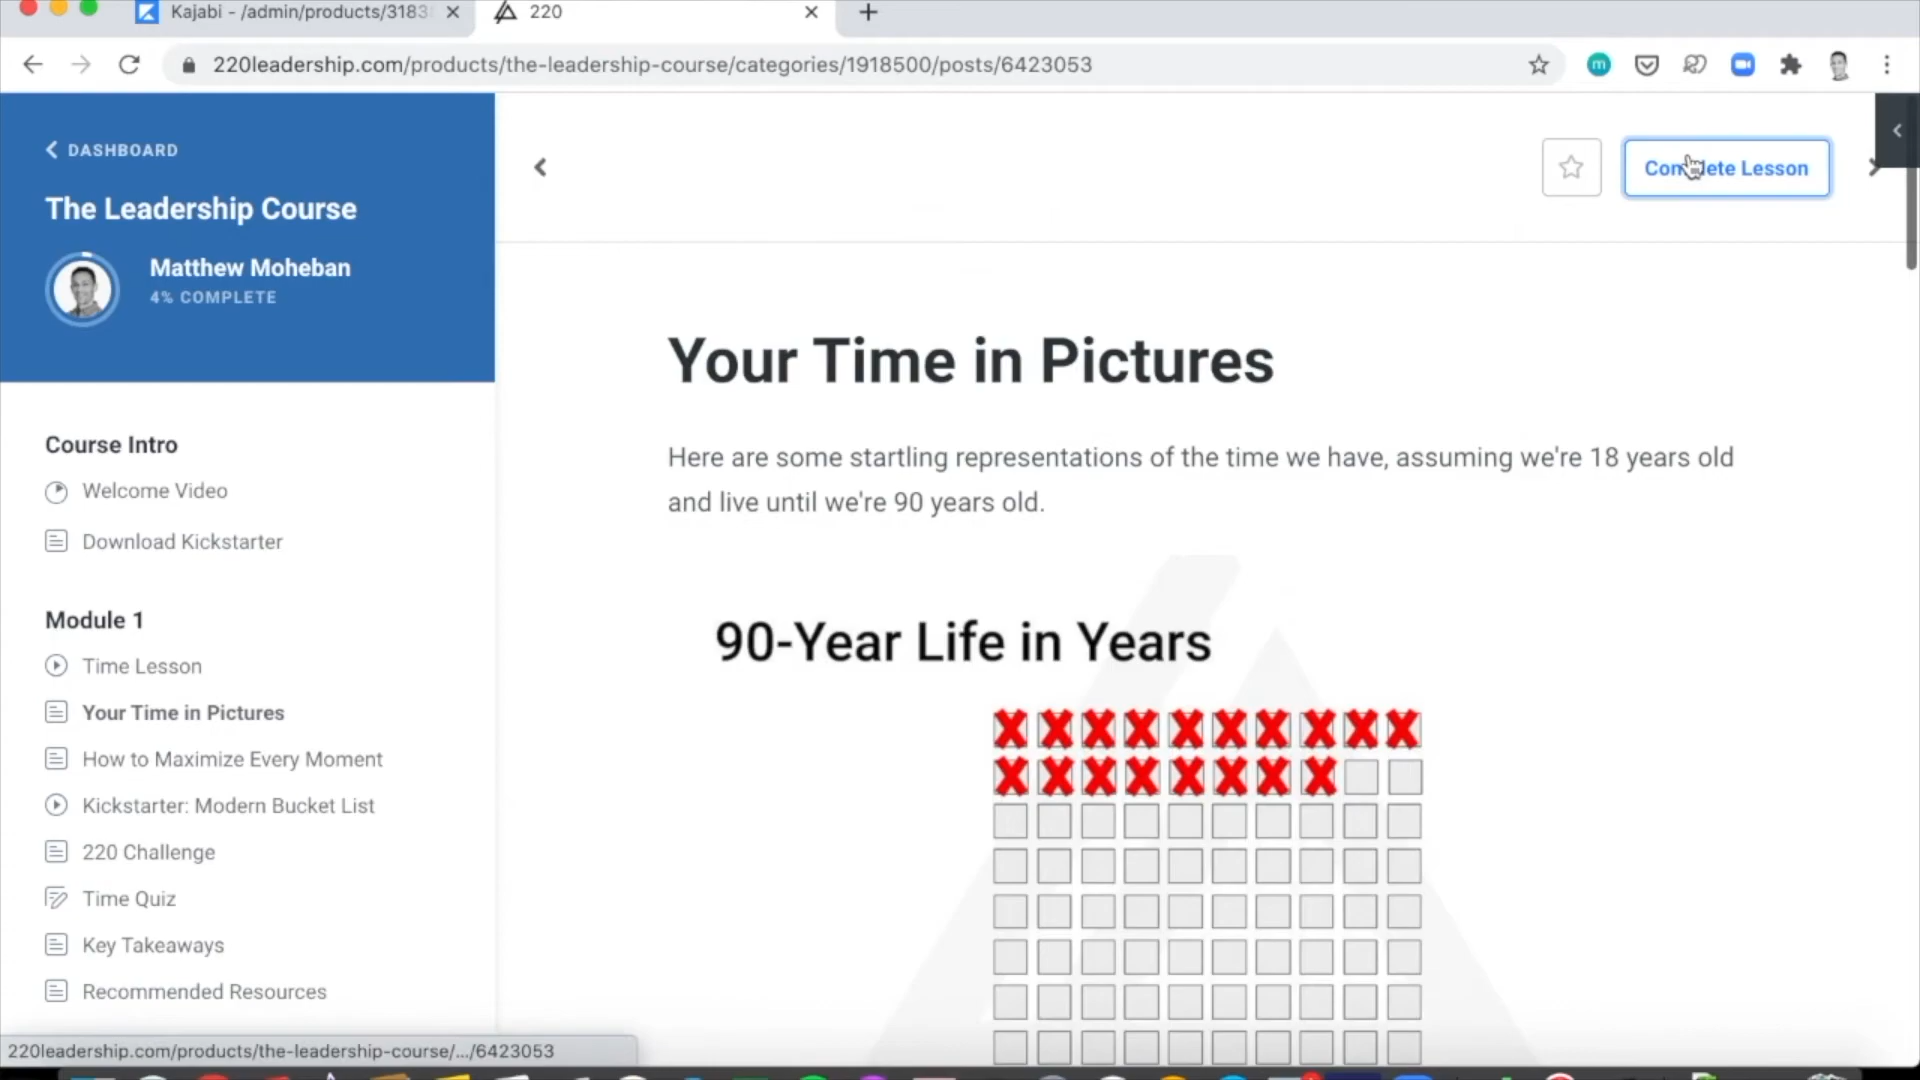 Kajabi - /admin/products/3183
220
220leadership.com/products/the-leadership-course/categories/1918500/posts/6423053
m
DASHBOARD
The Leadership Course
Matthew Moheban
4% COMPLETE
Complete Lesson
Course Intro
Welcome Video
Download Kickstarter
Module 1
Time Lesson
Your Time in Pictures
How to Maximize Every Moment
Kickstarter: Modern Bucket List
220 Challenge
Time Quiz
Key Takeaways
Recommended Resources
Your Time in Pictures
Here are some startling representations of the time we have, assuming we're 18 years old
and live until we're 90 years old.
90-Year Life in Years
220leadership.com/products/the-leadership-course/.../6423053